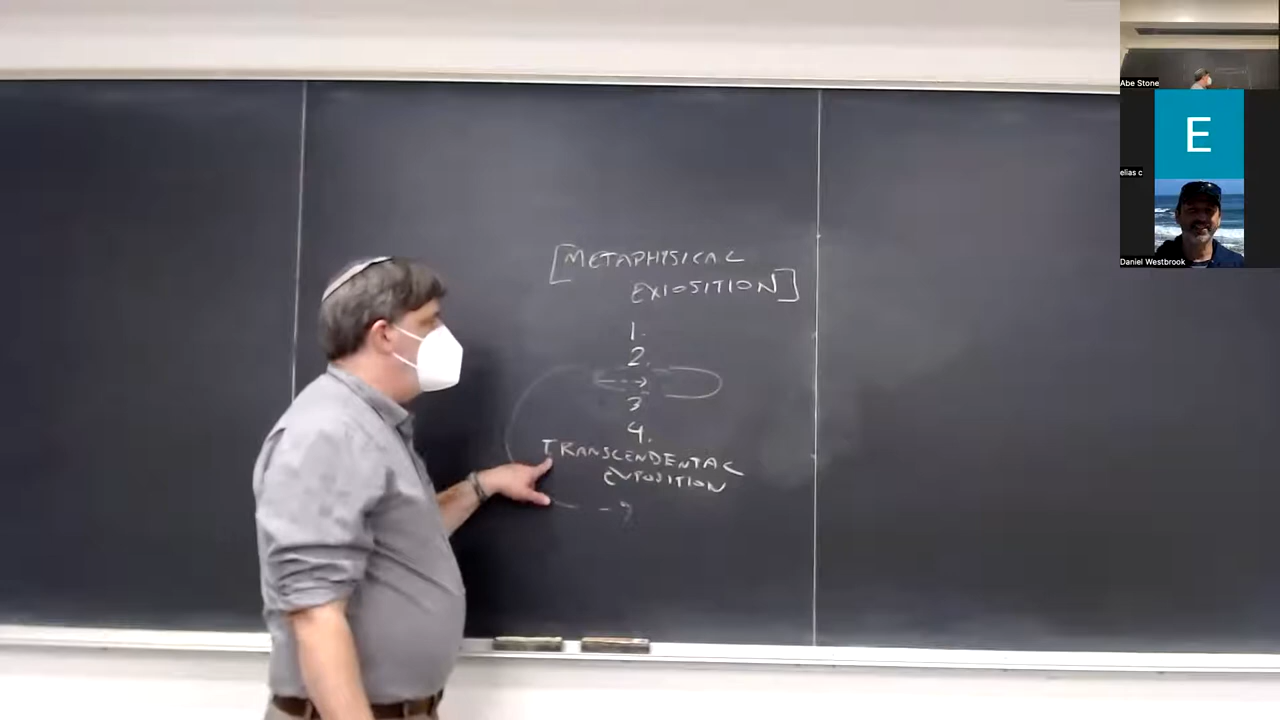 [METAPHYSICAL
EXPOSITION]
1.
2.
3
4.
TRANSCENDENTAL
EXPOSITION
Abe Stone
E
elias c
Daniel Westbrook